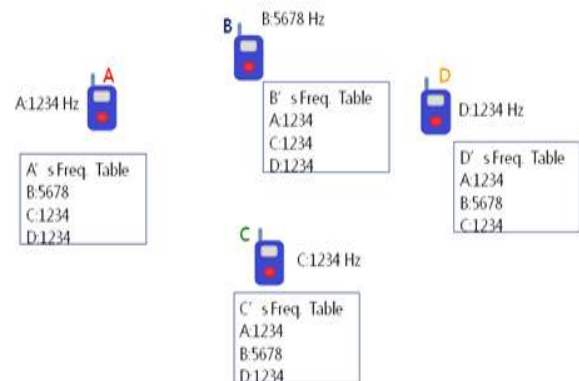 B
B:5678 Hz
A
A:1234 Hz
D
D:1234 Hz
B' s Freq. Table
A:1234
C:1234
D:1234
A' s Freq. Table
B:5678
C:1234
D:1234
D' s Freq. Table
A:1234
B:5678
C:1234
C
C:1234 Hz
C' s Freq. Table
A:1234
B:5678
D:1234